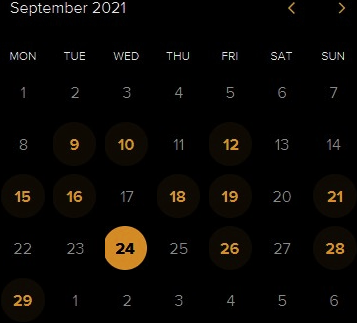 September 2021
MON TUE WED THU FRI SAT SUN
1 2 3 4 5 6 7
8 9 10 11 12 13 14
15 16 17 18 19 20 21
22 23 24 25 26 27 28
29 1 2 3 4 5 6